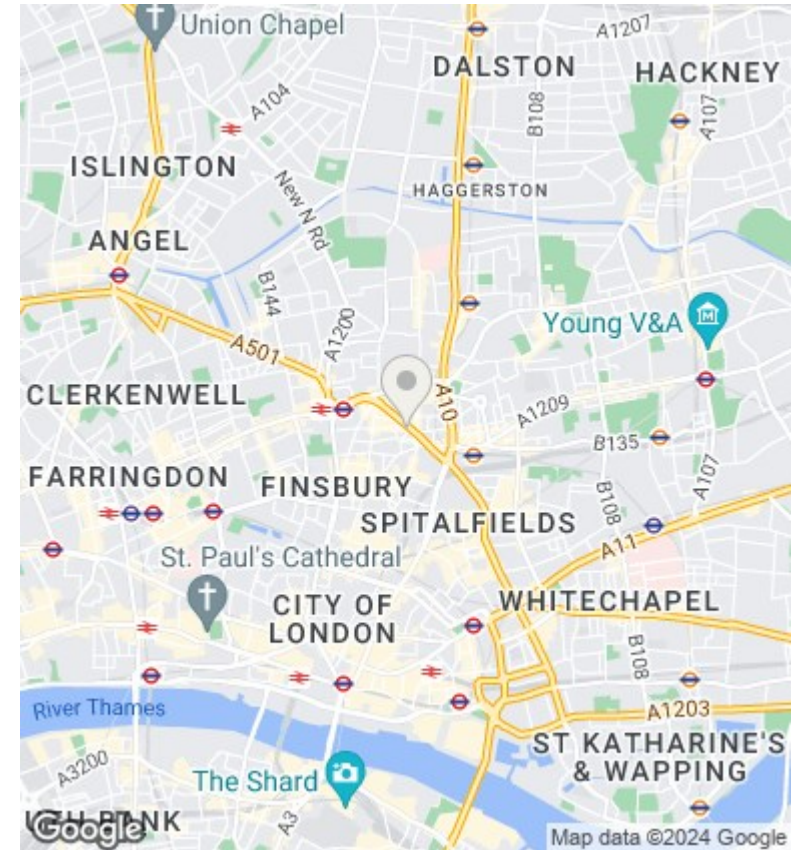 Union Chapel
A1207
DALSTON
HACKNEY
A104
B108
A107
ISLINGTON
New N Rd
HAGGERSTON
ANGEL
B144
A1200
Young V&A
A501
CLERKENWELL
A10
A1209
B135
FARRINGDON
FINSBURY
A107
B108
SPITALFIELDS
A11
St. Paul's Cathedral
CITY OF
LONDON
WHITECHAPEL
B108
River Thames
A1203
ST KATHARINE'S
& WAPPING
A3200
The Shard
A3
Google
Map data ©2024 Google